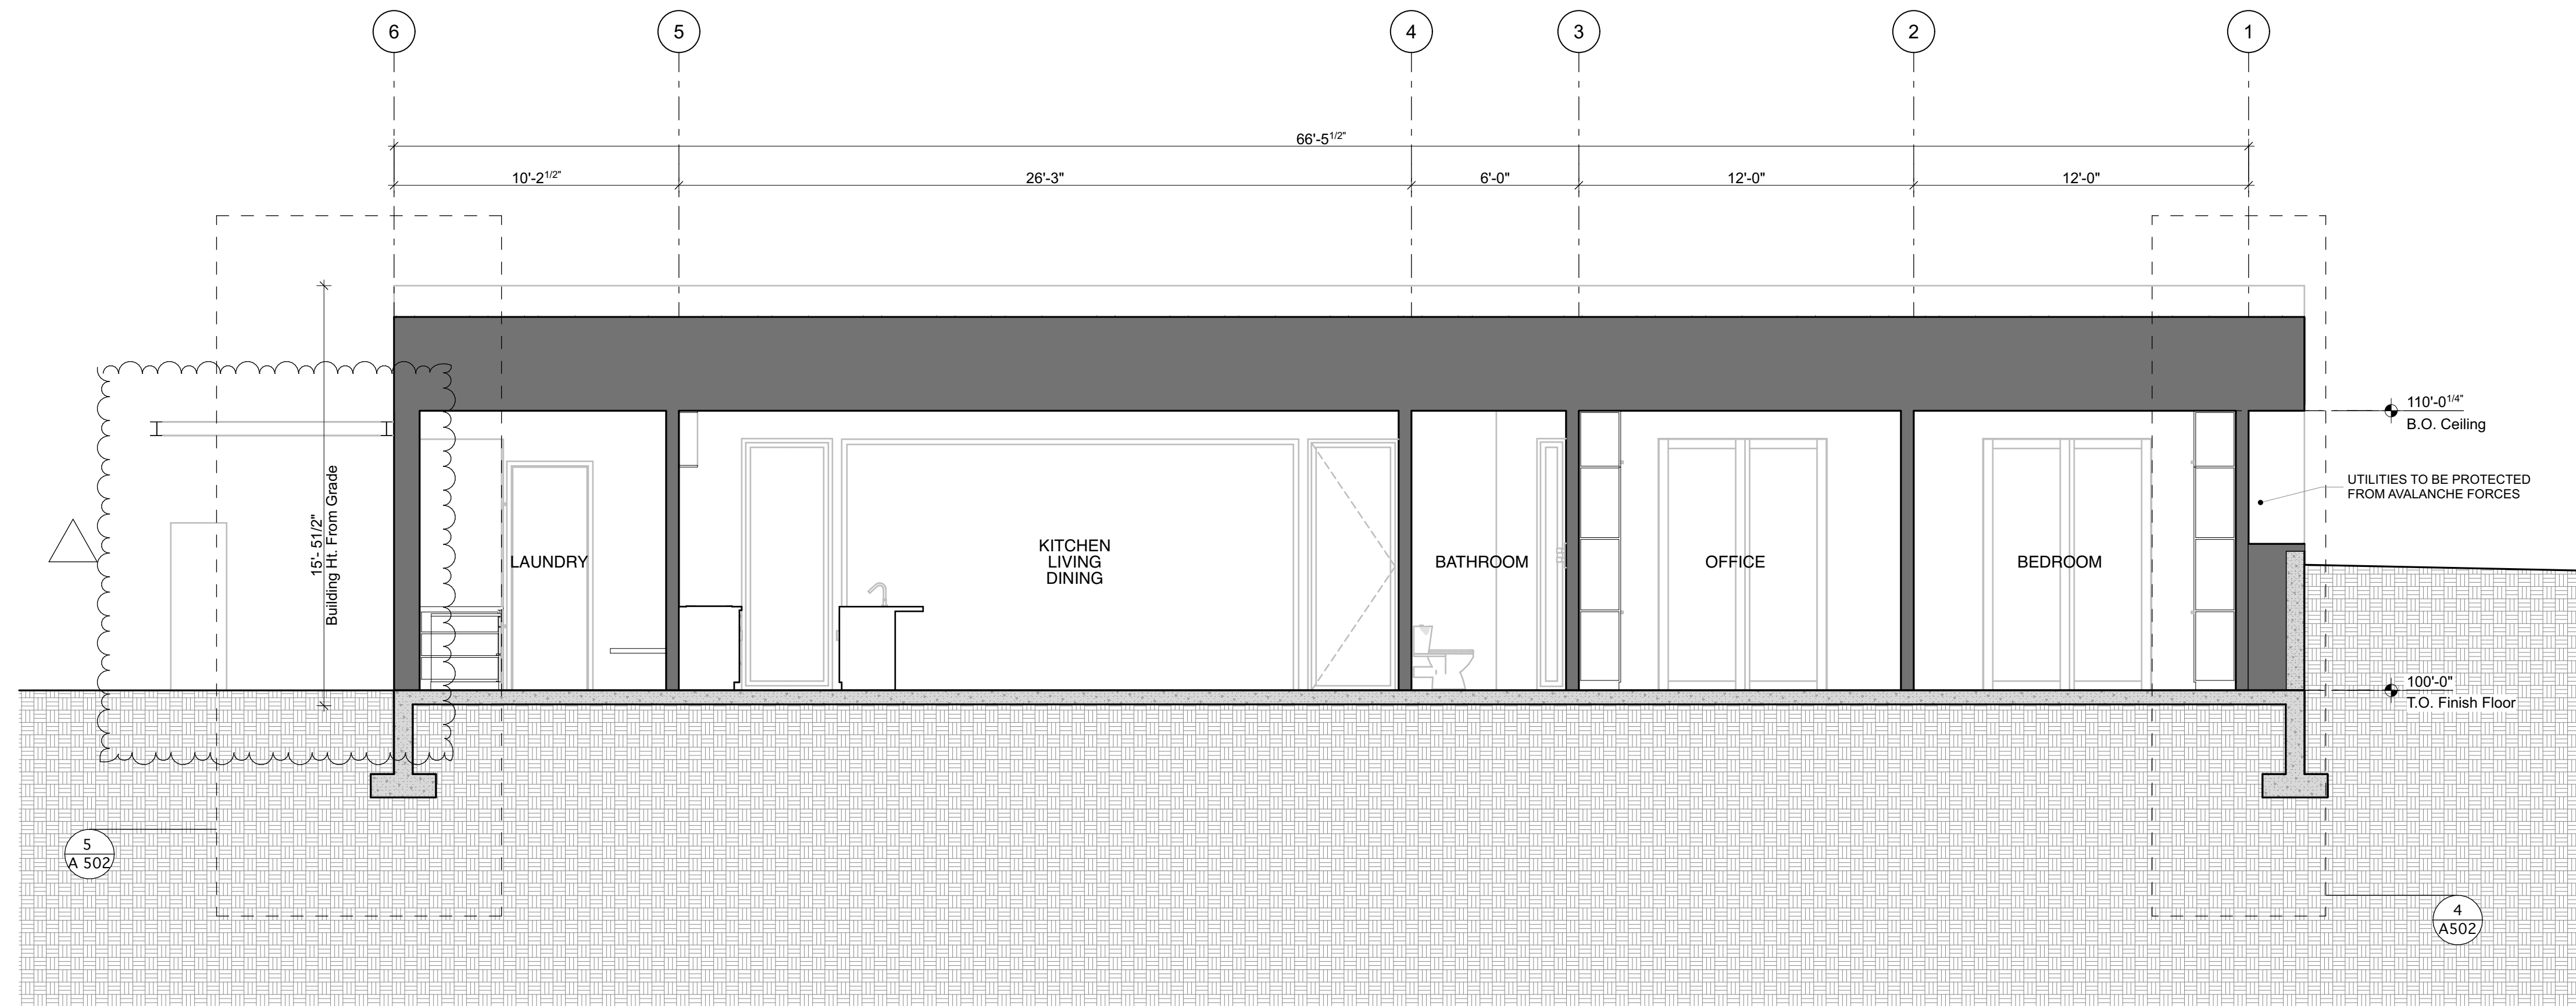 6
5
4
3
2
1
66'-5 1/2"
10'-2 1/2"
26'-3"
6'-0"
12'-0"
12'-0"
110'-0 1/4"
B.O. Ceiling
UTILITIES TO BE PROTECTED
FROM AVALANCHE FORCES
15'- 51/2"
Building Ht. From Grade
LAUNDRY
KITCHEN
LIVING
DINING
BATHROOM
OFFICE
BEDROOM
100'-0"
T.O. Finish Floor
5
A 502
4
A502